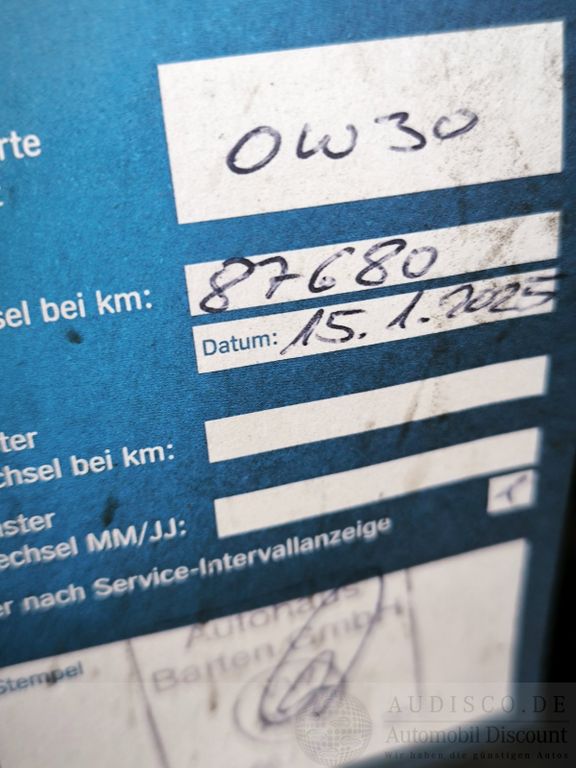 rte
0W30
sel bei km: 87680
Datum: 15.1.2025
ster
chsel bei km:
ster
echsel MM/JJ:
er nach Service-Intervallanzeige
Stempel
Autohaus
Barten GmbH
AUDISCO.DE
Automobil Discount
Wir haben die günstigen Autos